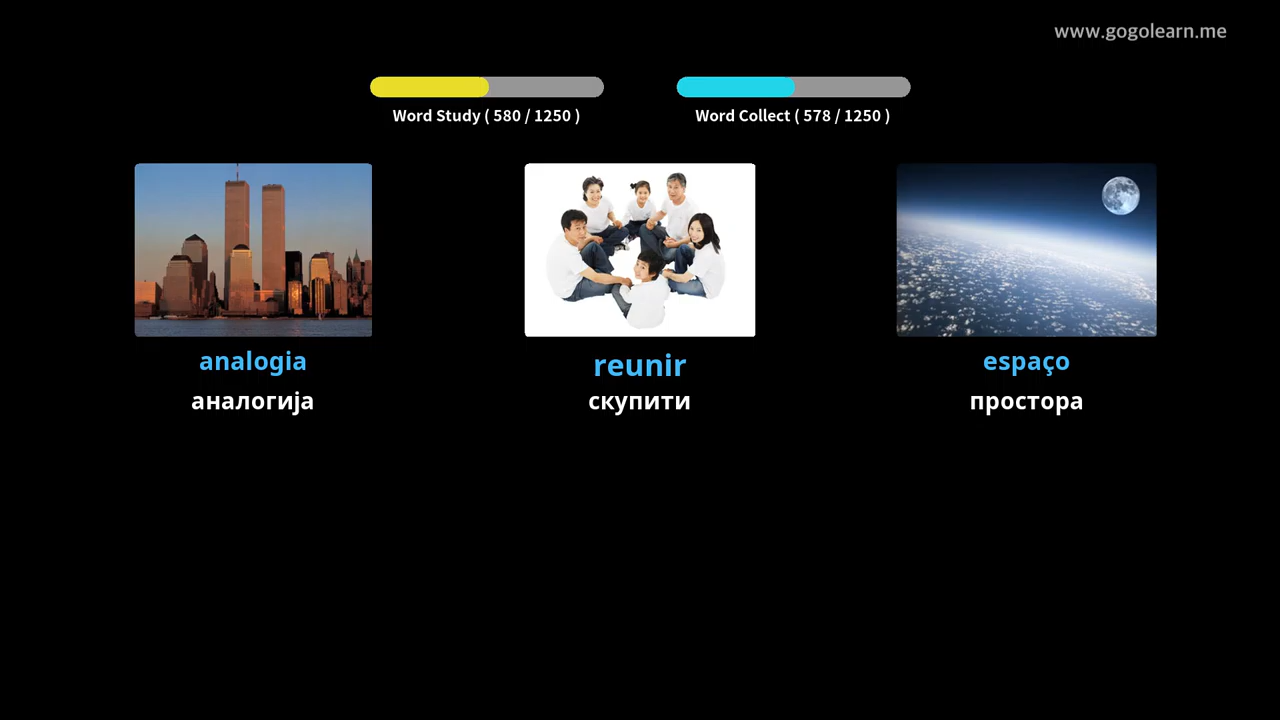 www.gogolearn.me
Word Study ( 580 / 1250 )
Word Collect ( 578 / 1250 )
analogia
reunir
espaço
аналогија
скупити
простора